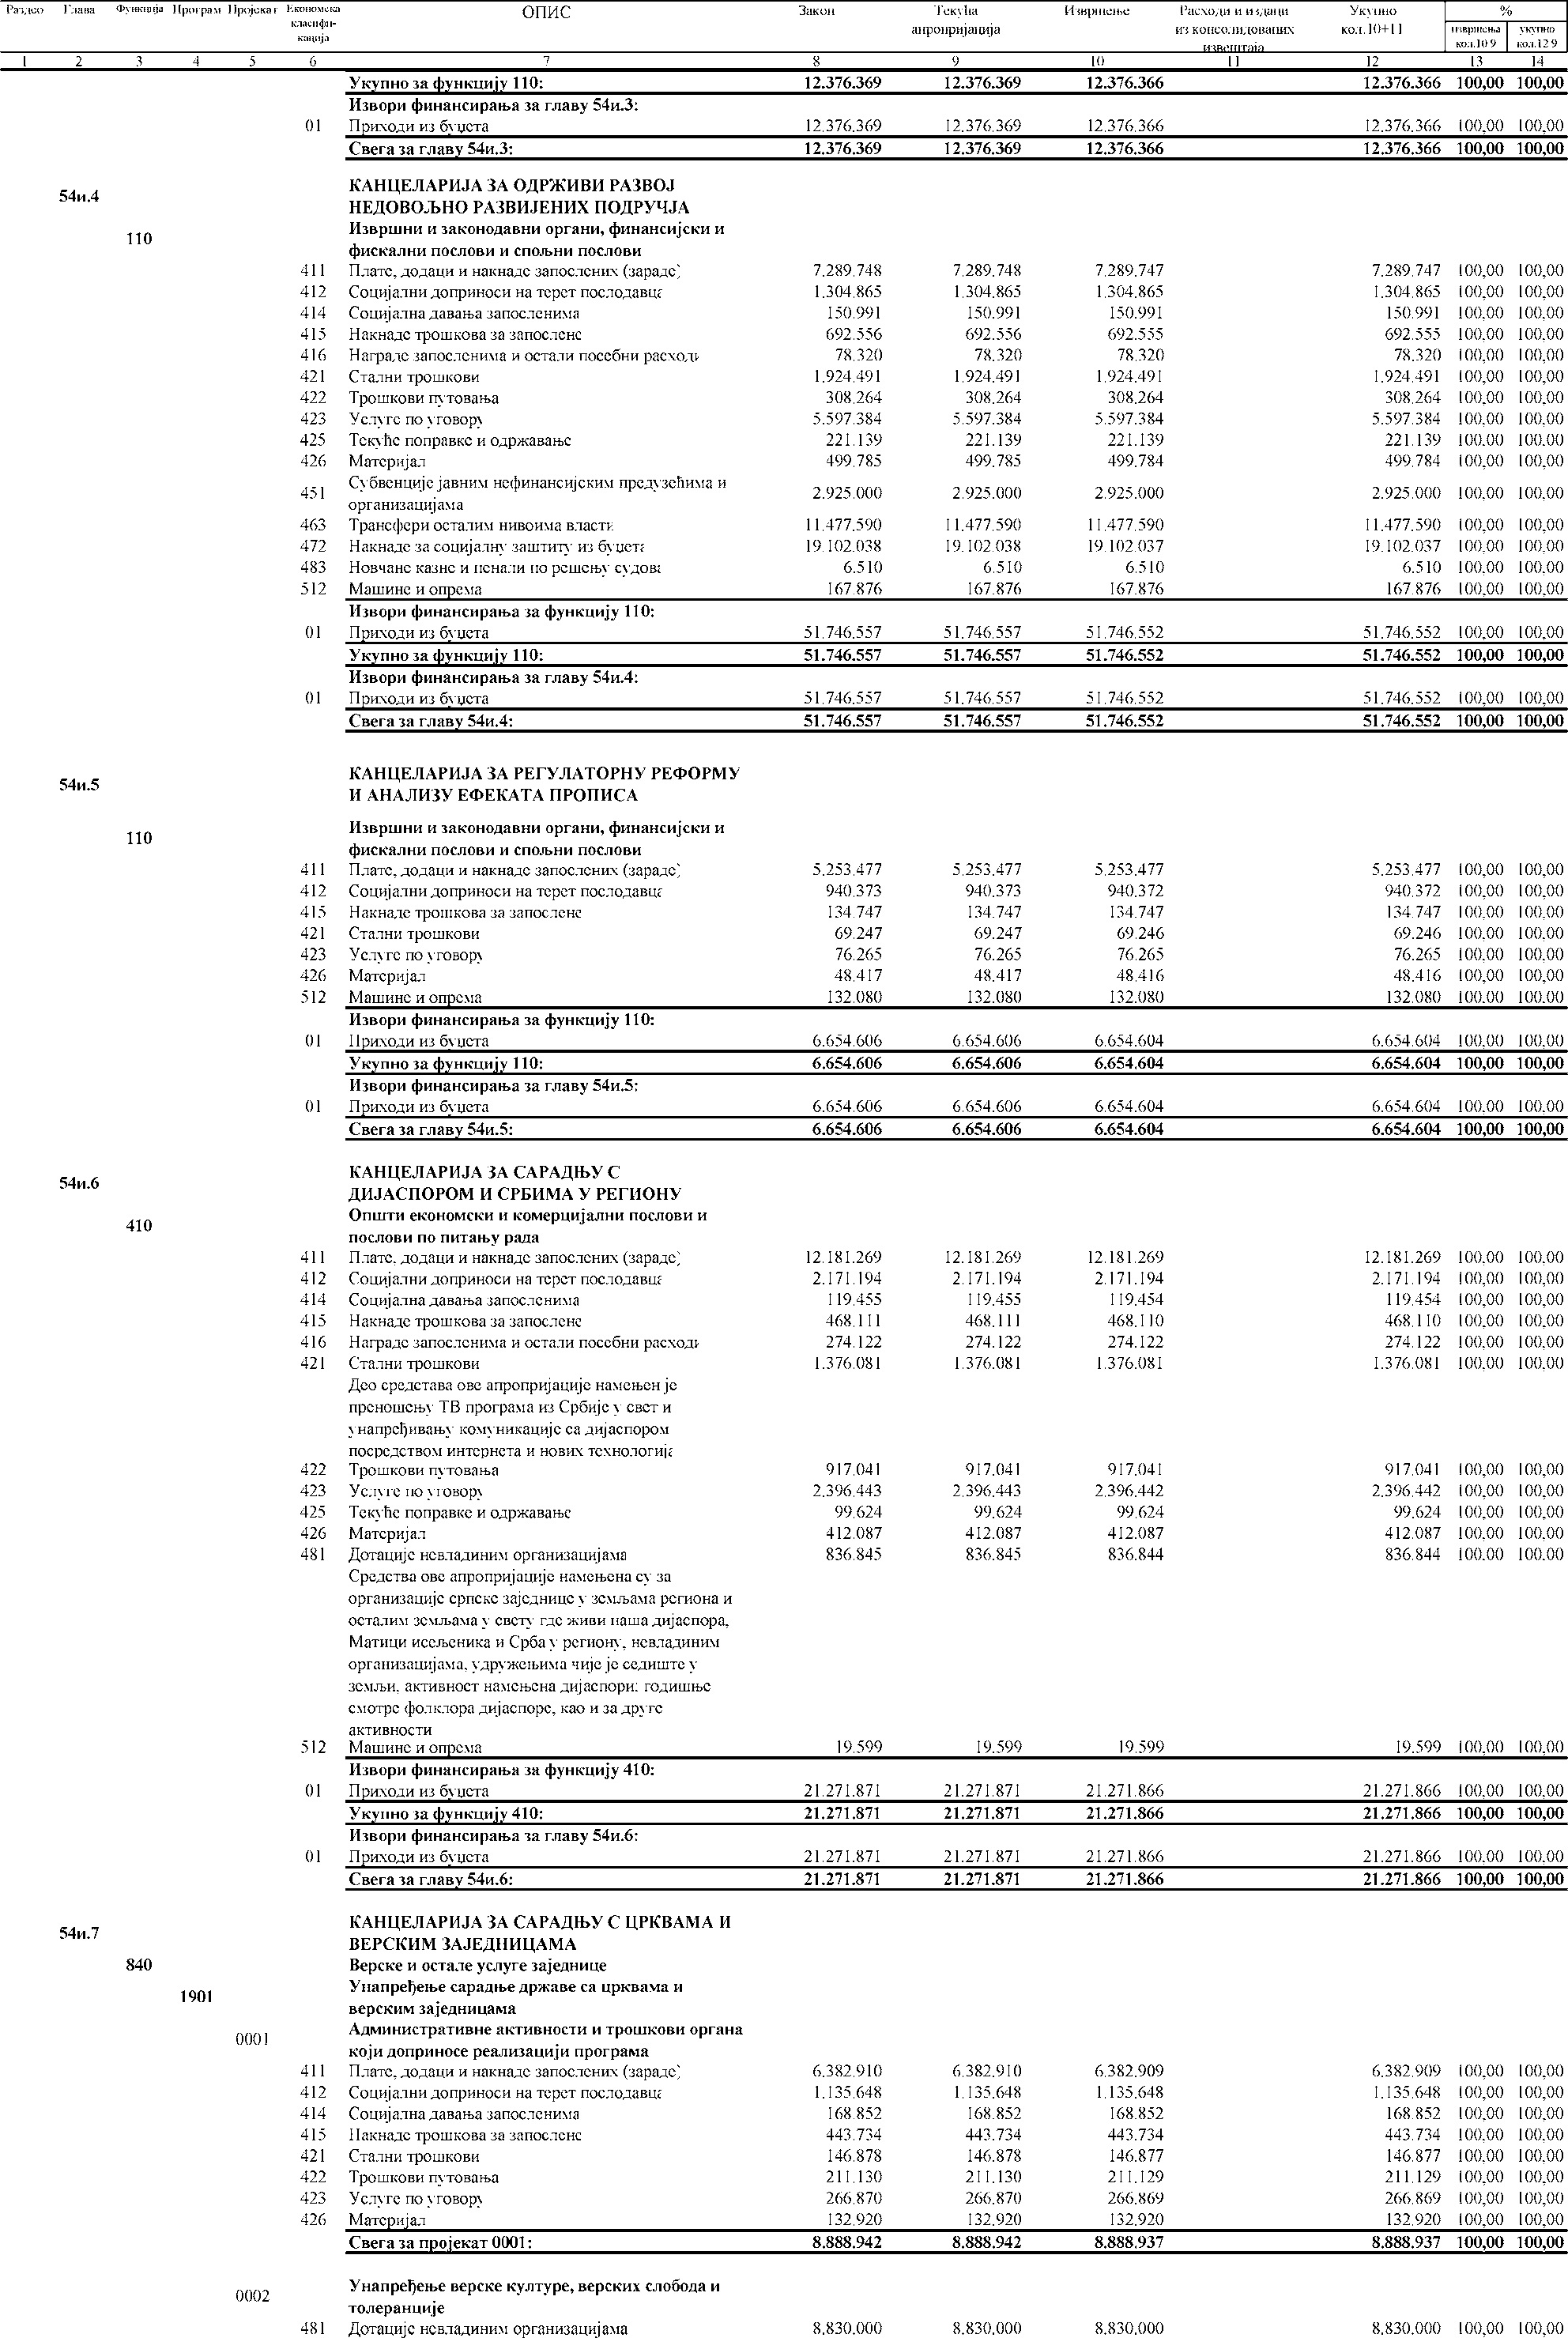 Раздео Глава Функција Програм Пројекат Економска класифи-кација ОПИС Закон Текућа апропријација Извршење Расходи и издаци из консолидованих извештаја Укупно кол.10+11 % извршења кол.10 9 укупно кол.12 9
1 2 3 4 5 6 7 8 9 10 11 12 13 14
Укупно за функцију 110: 12.376.369 12.376.369 12.376.366 12.376.366 100,00 100,00
Извори финансирања за главу 54и.3:
01 Приходи из буџета 12.376.369 12.376.369 12.376.366 12.376.366 100,00 100,00
Свега за главу 54и.3: 12.376.369 12.376.369 12.376.366 12.376.366 100,00 100,00
54и.4 КАНЦЕЛАРИЈА ЗА ОДРЖИВИ РАЗВОЈ
НЕДОВОЉНО РАЗВИЈЕНИХ ПОДРУЧЈА
110 Извршни и законодавни органи, финансијски и
фискални послови и спољни послови
411 Плате, додаци и накнаде запослених (зараде) 7.289.748 7.289.748 7.289.747 7.289.747 100,00 100,00
412 Социјални доприноси на терет послодавца 1.304.865 1.304.865 1.304.865 1.304.865 100,00 100,00
414 Социјална давања запосленима 150.991 150.991 150.991 150.991 100,00 100,00
415 Накнаде трошкова за запослене 692.556 692.556 692.555 692.555 100,00 100,00
416 Награде запосленима и остали посебни расходи 78.320 78.320 78.320 78.320 100,00 100,00
421 Стални трошкови 1.924.491 1.924.491 1.924.491 1.924.491 100,00 100,00
422 Трошкови путовања 308.264 308.264 308.264 308.264 100,00 100,00
423 Услуге по уговору 5.597.384 5.597.384 5.597.384 5.597.384 100,00 100,00
425 Текуће поправке и одржавање 221.139 221.139 221.139 221.139 100,00 100,00
426 Материјал 499.785 499.785 499.784 499.784 100,00 100,00
451 Субвенције јавним нефинансијским предузећима и
организацијама 2.925.000 2.925.000 2.925.000 2.925.000 100,00 100,00
463 Трансфери осталим нивоима власти 11.477.590 11.477.590 11.477.590 11.477.590 100,00 100,00
472 Накнаде за социјалну заштиту из буџета 19.102.038 19.102.038 19.102.037 19.102.037 100,00 100,00
483 Новчане казне и пенали по решењу судова 6.510 6.510 6.510 6.510 100,00 100,00
512 Машине и опрема 167.876 167.876 167.876 167.876 100,00 100,00
Извори финансирања за функцију 110:
01 Приходи из буџета 51.746.557 51.746.557 51.746.552 51.746.552 100,00 100,00
Укупно за функцију 110: 51.746.557 51.746.557 51.746.552 51.746.552 100,00 100,00
Извори финансирања за главу 54и.4:
01 Приходи из буџета 51.746.557 51.746.557 51.746.552 51.746.552 100,00 100,00
Свега за главу 54и.4: 51.746.557 51.746.557 51.746.552 51.746.552 100,00 100,00
54и.5 КАНЦЕЛАРИЈА ЗА РЕГУЛАТОРНУ РЕФОРМУ
И АНАЛИЗУ ЕФЕКАТА ПРОПИСА
110 Извршни и законодавни органи, финансијски и
фискални послови и спољни послови
411 Плате, додаци и накнаде запослених (зараде) 5.253.477 5.253.477 5.253.477 5.253.477 100,00 100,00
412 Социјални доприноси на терет послодавца 940.373 940.373 940.372 940.372 100,00 100,00
415 Накнаде трошкова за запослене 134.747 134.747 134.747 134.747 100,00 100,00
421 Стални трошкови 69.247 69.247 69.246 69.246 100,00 100,00
423 Услуге по уговору 76.265 76.265 76.265 76.265 100,00 100,00
426 Материјал 48.417 48.417 48.416 48.416 100,00 100,00
512 Машине и опрема 132.080 132.080 132.080 132.080 100,00 100,00
Извори финансирања за функцију 110:
01 Приходи из буџета 6.654.606 6.654.606 6.654.604 6.654.604 100,00 100,00
Укупно за функцију 110: 6.654.606 6.654.606 6.654.604 6.654.604 100,00 100,00
Извори финансирања за главу 54и.5:
01 Приходи из буџета 6.654.606 6.654.606 6.654.604 6.654.604 100,00 100,00
Свега за главу 54и.5: 6.654.606 6.654.606 6.654.604 6.654.604 100,00 100,00
54и.6 КАНЦЕЛАРИЈА ЗА САРАДЊУ С
ДИЈАСПОРОМ И СРБИМА У РЕГИОНУ
410 Општи економски и комерцијални послови и
послови по питању рада
411 Плате, додаци и накнаде запослених (зараде) 12.181.269 12.181.269 12.181.269 12.181.269 100,00 100,00
412 Социјални доприноси на терет послодавца 2.171.194 2.171.194 2.171.194 2.171.194 100,00 100,00
414 Социјална давања запосленима 119.455 119.455 119.454 119.454 100,00 100,00
415 Накнаде трошкова за запослене 468.111 468.111 468.110 468.110 100,00 100,00
416 Награде запосленима и остали посебни расходи 274.122 274.122 274.122 274.122 100,00 100,00
421 Стални трошкови 1.376.081 1.376.081 1.376.081 1.376.081 100,00 100,00
Део средстава ове апропријације намењен је
преношењу ТВ програма из Србије у свет и
унапређивању комуникације са дијаспором
посредством интернета и нових технологија
422 Трошкови путовања 917.041 917.041 917.041 917.041 100,00 100,00
423 Услуге по уговору 2.396.443 2.396.443 2.396.442 2.396.442 100,00 100,00
425 Текуће поправке и одржавање 99.624 99.624 99.624 99.624 100,00 100,00
426 Материјал 412.087 412.087 412.087 412.087 100,00 100,00
481 Дотације невладиним организацијама 836.845 836.845 836.844 836.844 100,00 100,00
Средства ове апропријације намењена су за
организације српске заједнице у земљама региона и
осталим земљама у свету где живи наша дијаспора,
Матици исељеника и Срба у региону, невладиним
организацијама, удружењима чије је седиште у
земљи, активност намењена дијаспори; годишње
смотре фолклора дијаспоре, као и за друге
активности
512 Машине и опрема 19.599 19.599 19.599 19.599 100,00 100,00
Извори финансирања за функцију 410:
01 Приходи из буџета 21.271.871 21.271.871 21.271.866 21.271.866 100,00 100,00
Укупно за функцију 410: 21.271.871 21.271.871 21.271.866 21.271.866 100,00 100,00
Извори финансирања за главу 54и.6:
01 Приходи из буџета 21.271.871 21.271.871 21.271.866 21.271.866 100,00 100,00
Свега за главу 54и.6: 21.271.871 21.271.871 21.271.866 21.271.866 100,00 100,00
54и.7 КАНЦЕЛАРИЈА ЗА САРАДЊУ С ЦРКВАМА И
ВЕРСКИМ ЗАЈЕДНИЦАМА
840 Верске и остале услуге заједнице
1901 Унапређење сарадње државе са црквама и
верским заједницама
0001 Административне активности и трошкови органа
који доприносе реализацији програма
411 Плате, додаци и накнаде запослених (зараде) 6.382.910 6.382.910 6.382.909 6.382.909 100,00 100,00
412 Социјални доприноси на терет послодавца 1.135.648 1.135.648 1.135.648 1.135.648 100,00 100,00
414 Социјална давања запосленима 168.852 168.852 168.852 168.852 100,00 100,00
415 Накнаде трошкова за запослене 443.734 443.734 443.734 443.734 100,00 100,00
421 Стални трошкови 146.878 146.878 146.877 146.877 100,00 100,00
422 Трошкови путовања 211.130 211.130 211.129 211.129 100,00 100,00
423 Услуге по уговору 266.870 266.870 266.869 266.869 100,00 100,00
426 Материјал 132.920 132.920 132.920 132.920 100,00 100,00
Свега за пројекат 0001: 8.888.942 8.888.942 8.888.937 8.888.937 100,00 100,00
0002 Унапређење верске културе, верских слобода и
толеранције
481 Дотације невладиним организацијама 8.830.000 8.830.000 8.830.000 8.830.000 100,00 100,00